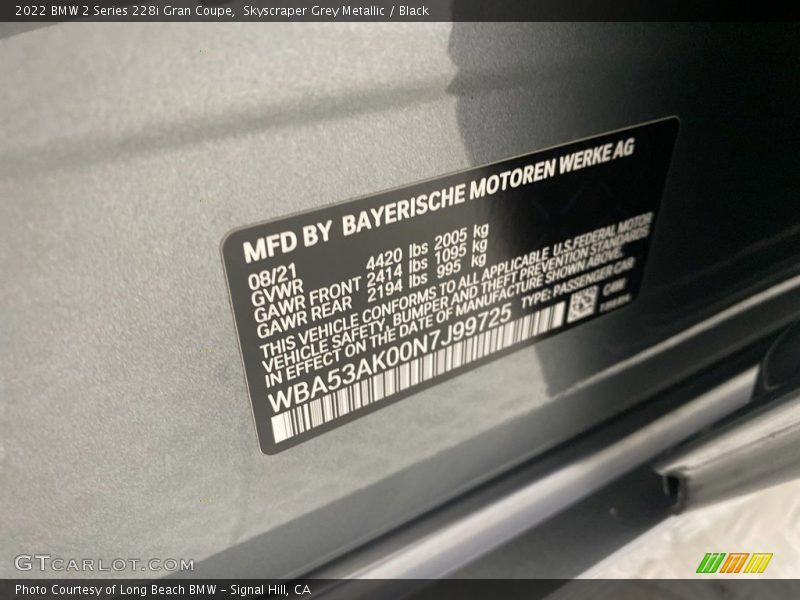 2022 BMW 2 Series 228i Gran Coupe, Skyscraper Grey Metallic / Black
MFD BY BAYERISCHE MOTOREN WERKE AG
08/21
GVWR 4420 lbs 2005 kg
GAWR FRONT 2414 lbs 1095 kg
GAWR REAR 2194 lbs 995 kg
THIS VEHICLE CONFORMS TO ALL APPLICABLE U.S.FEDERAL MOTOR
VEHICLE SAFETY, BUMPER AND THEFT PREVENTION STANDARDS
IN EFFECT ON THE DATE OF MANUFACTURE SHOWN ABOVE.
WBA53AK00N7J99725 TYPE: PASSENGER CAR
C4W
GTCARLOT.COM
Photo Courtesy of Long Beach BMW - Signal Hill, CA